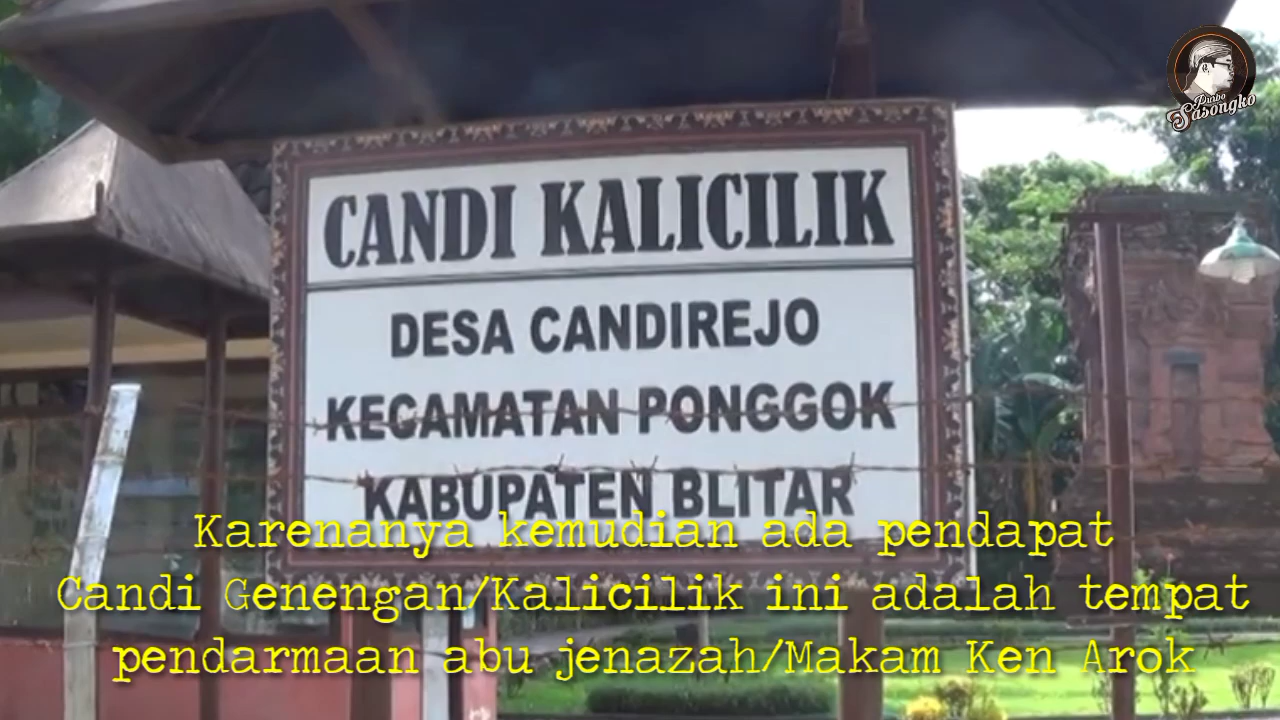 Purbo
Sasongko
CANDI KALICILIK
DESA CANDIREJO
KECAMATAN PONGGOK
KABUPATEN BLITAR
Karenanya kemudian ada pendapat
Candi Genengan/Kalicilik ini adalah tempat
pendarmaan abu jenazah/Makam Ken Arok